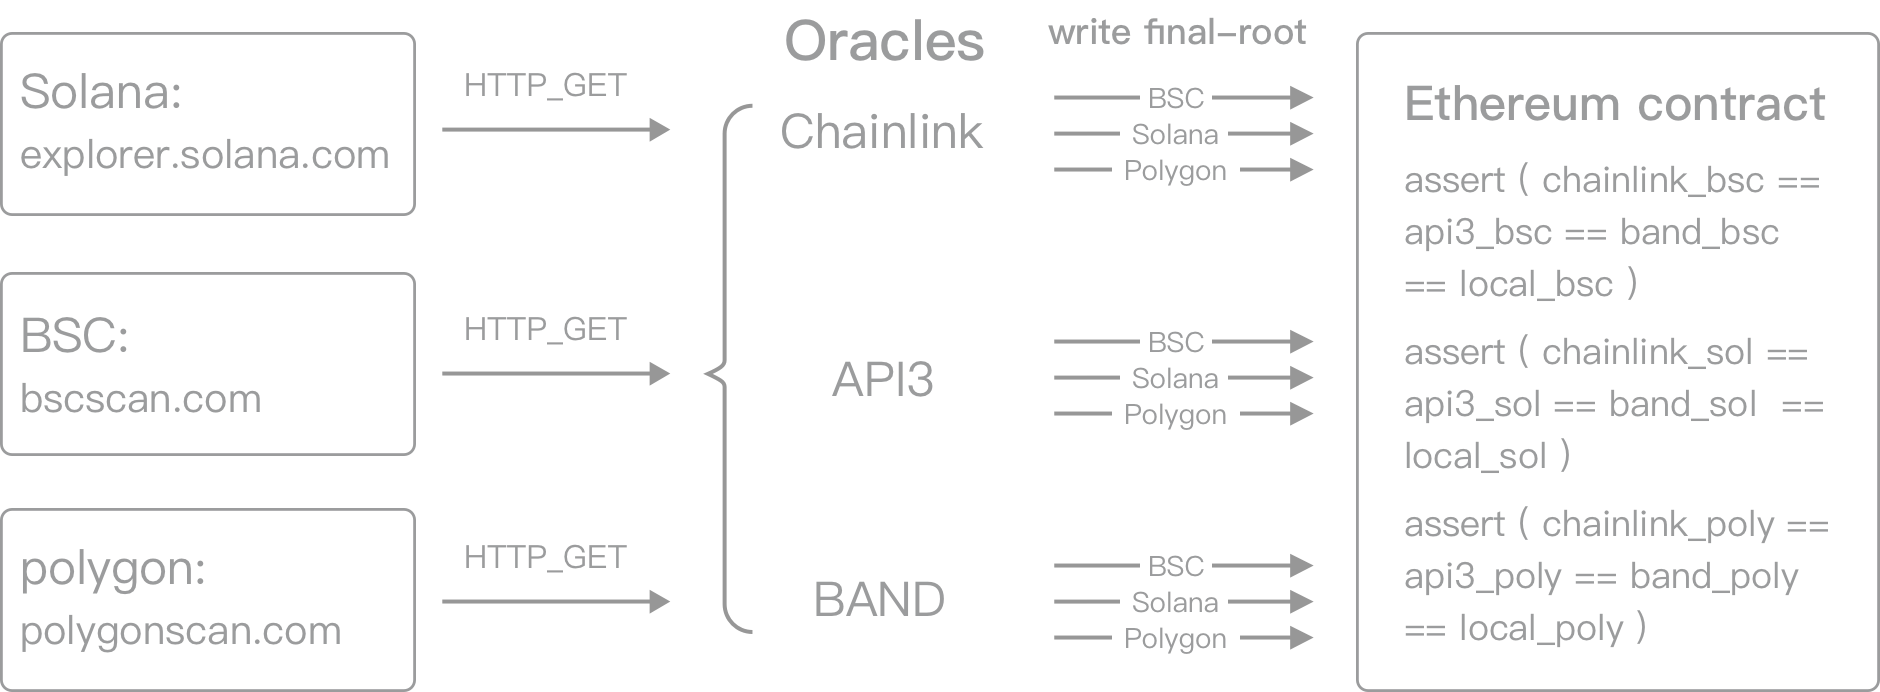 Solana:
explorer.solana.com
HTTP_GET
BSC:
bscscan.com
HTTP_GET
polygon:
polygonscan.com
HTTP_GET
Oracles
Chainlink
API3
BAND
write final-root
BSC
Solana
Polygon
BSC
Solana
Polygon
BSC
Solana
Polygon
Ethereum contract
assert ( chainlink_bsc ==
api3_bsc == band_bsc
== local_bsc )
assert ( chainlink_sol ==
api3_sol == band_sol ==
local_sol )
assert ( chainlink_poly ==
api3_poly == band_poly
== local_poly )